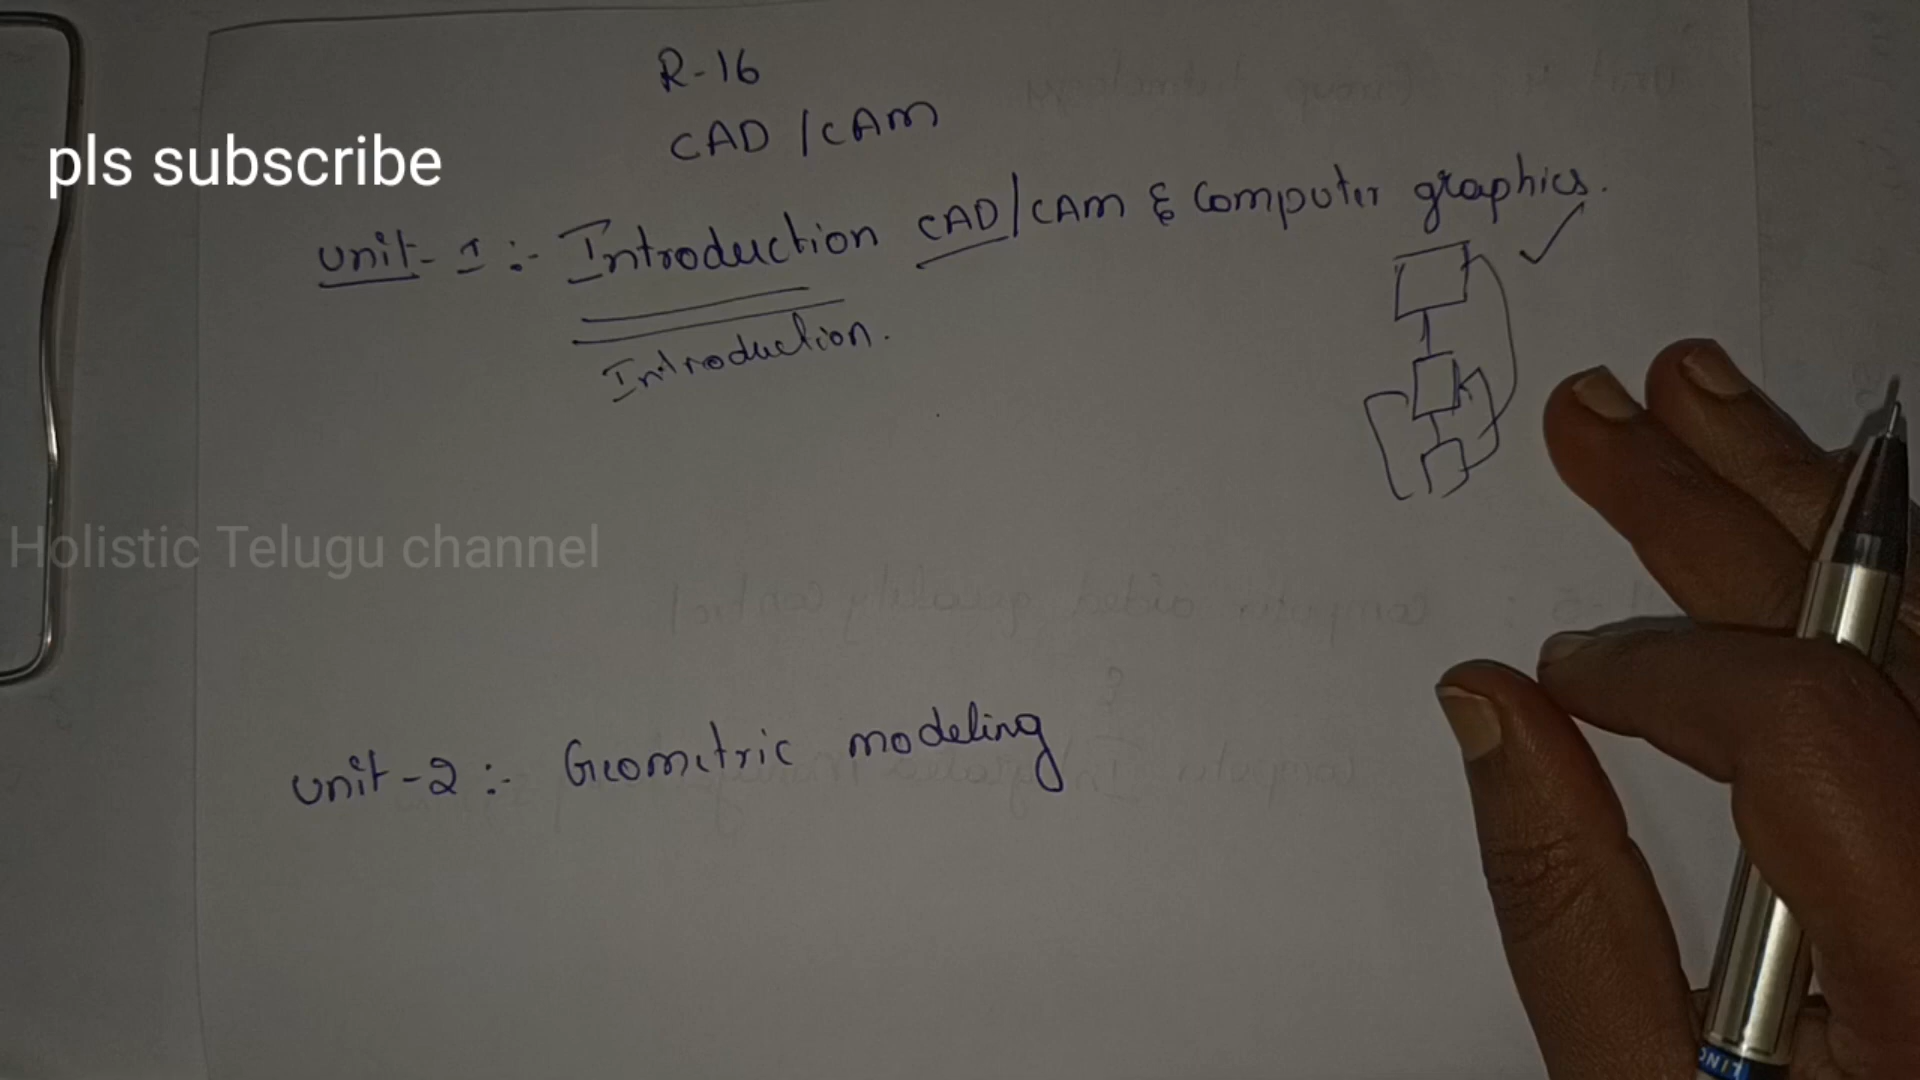 R-16
CAD/CAM
pls subscribe
unit-1:- Introduction CAD/CAM & Computer graphics.
Introduction.
Holistic Telugu channel
unit-2:- Geometric modeling